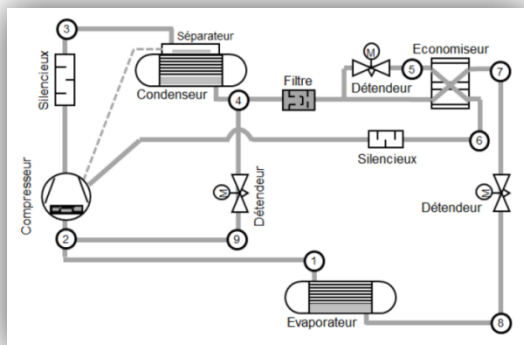 3
Séparateur
Silencieux
Condenseur
4
Filtre
M
Détendeur
5
Economiseur
7
6
Silencieux
Compresseur
M
Détendeur
M
Détendeur
2
9
1
Evaporateur
8